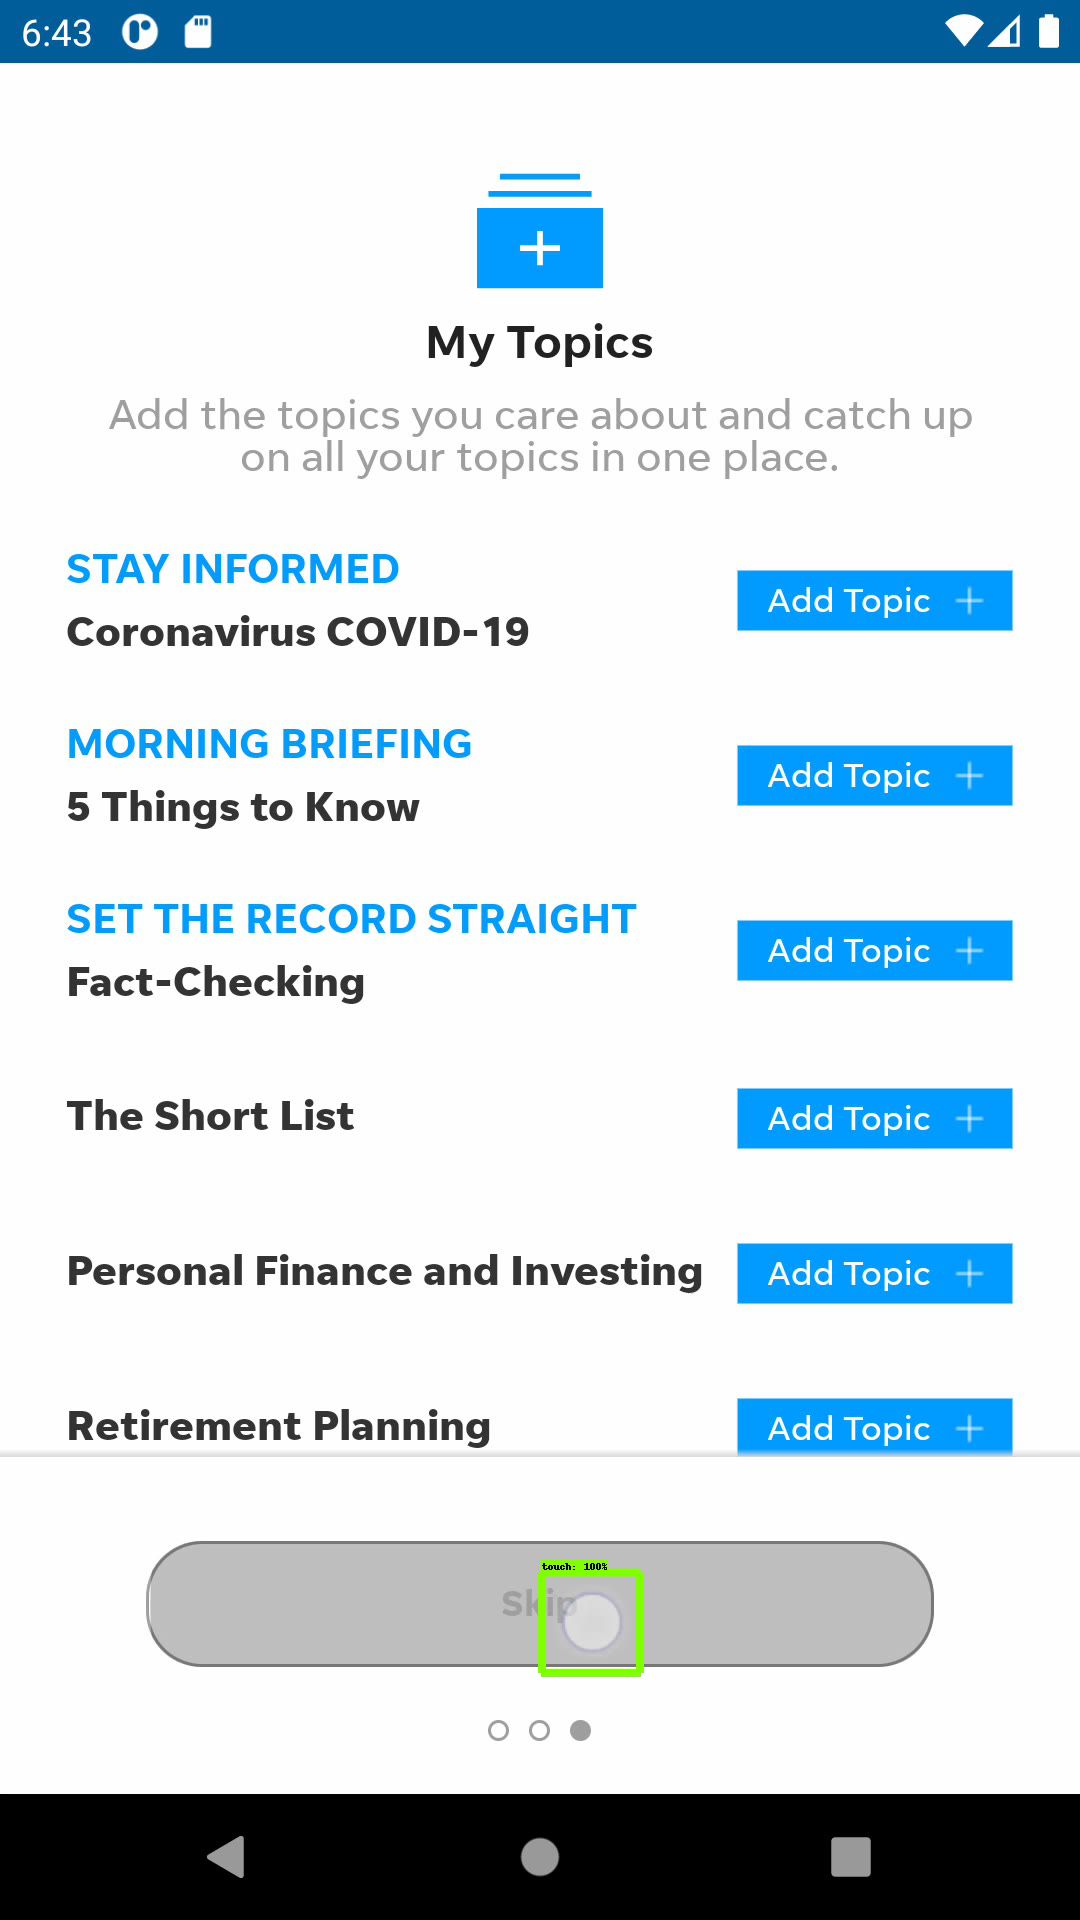 6:43
My Topics
Add the topics you care about and catch up
on all your topics in one place.
STAY INFORMED
Coronavirus COVID-19
Add Topic
MORNING BRIEFING
5 Things to Know
Add Topic
SET THE RECORD STRAIGHT
Fact-Checking
Add Topic
The Short List
Add Topic
Personal Finance and Investing
Add Topic
Retirement Planning
Add Topic
touch: 100%
Skip